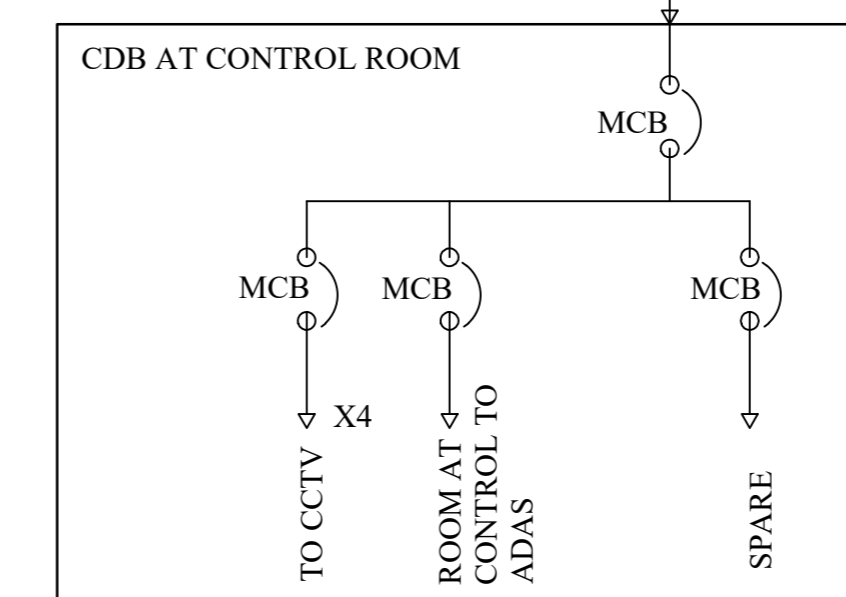 CDB AT CONTROL ROOM
MCB
MCB
MCB
MCB
X4
TO CCTV
ROOM AT
CONTROL TO
ADAS
SPARE